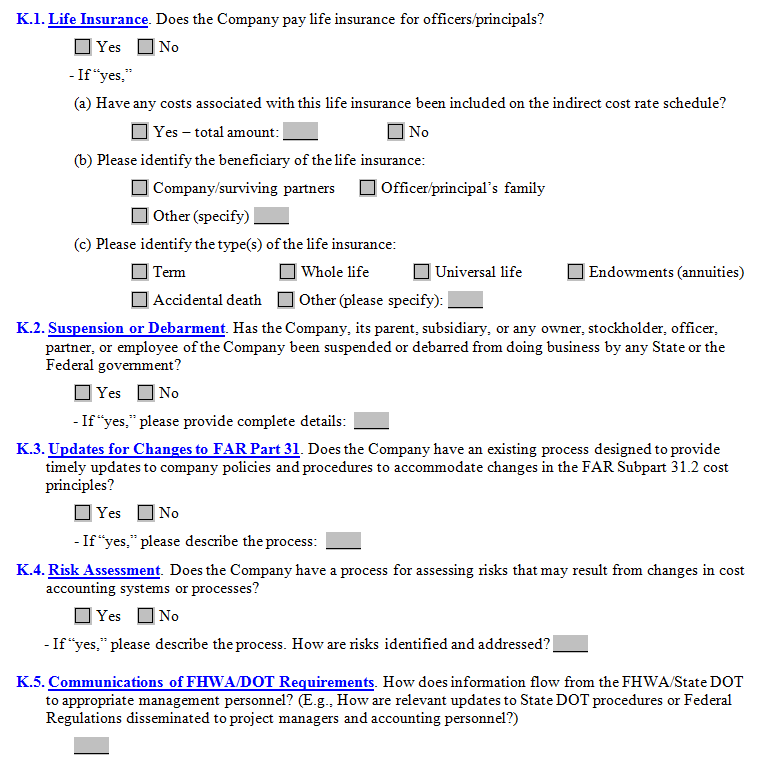 K.1. Life Insurance. Does the Company pay life insurance for officers/principals?
Yes No
- If “yes,”
(a) Have any costs associated with this life insurance been included on the indirect cost rate schedule?
Yes – total amount: No
(b) Please identify the beneficiary of the life insurance:
Company/surviving partners Officer/principal’s family
Other (specify)
(c) Please identify the type(s) of the life insurance:
Term Whole life Universal life Endowments (annuities)
Accidental death Other (please specify):
K.2. Suspension or Debarment. Has the Company, its parent, subsidiary, or any owner, stockholder, officer,
partner, or employee of the Company been suspended or debarred from doing business by any State or the
Federal government?
Yes No
- If “yes,” please provide complete details:
K.3. Updates for Changes to FAR Part 31. Does the Company have an existing process designed to provide
timely updates to company policies and procedures to accommodate changes in the FAR Subpart 31.2 cost
principles?
Yes No
- If “yes,” please describe the process:
K.4. Risk Assessment. Does the Company have a process for assessing risks that may result from changes in cost
accounting systems or processes?
Yes No
- If “yes,” please describe the process. How are risks identified and addressed?
K.5. Communications of FHWA/DOT Requirements. How does information flow from the FHWA/State DOT
to appropriate management personnel? (E.g., How are relevant updates to State DOT procedures or Federal
Regulations disseminated to project managers and accounting personnel?)